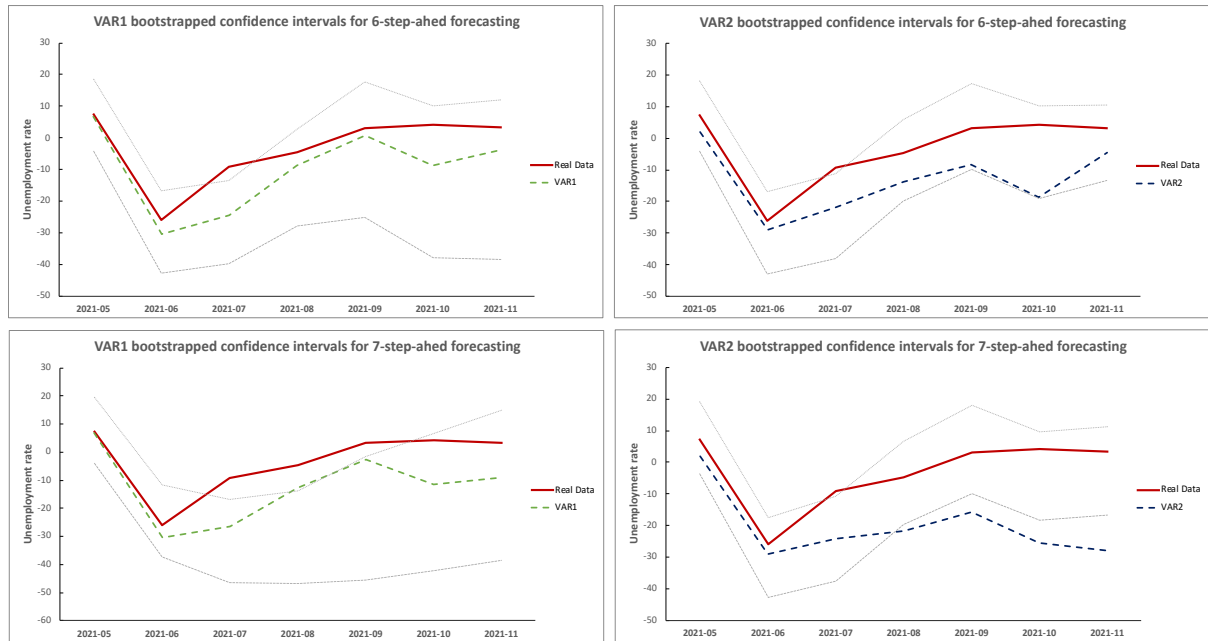 VAR1 bootstrapped confidence intervals for 6-step-ahed forecasting
30
20
10
0
-10
-20
-30
-40
-50
Unemployment rate
2021-05 2021-06 2021-07 2021-08 2021-09 2021-10 2021-11
Real Data
VAR1
VAR2 bootstrapped confidence intervals for 6-step-ahed forecasting
30
20
10
0
-10
-20
-30
-40
-50
Unemployment rate
2021-05 2021-06 2021-07 2021-08 2021-09 2021-10 2021-11
Real Data
VAR2
VAR1 bootstrapped confidence intervals for 7-step-ahed forecasting
30
20
10
0
-10
-20
-30
-40
-50
-60
Unemployment rate
2021-05 2021-06 2021-07 2021-08 2021-09 2021-10 2021-11
Real Data
VAR1
VAR2 bootstrapped confidence intervals for 7-step-ahed forecasting
30
20
10
0
-10
-20
-30
-40
-50
Unemployment rate
2021-05 2021-06 2021-07 2021-08 2021-09 2021-10 2021-11
Real Data
VAR2